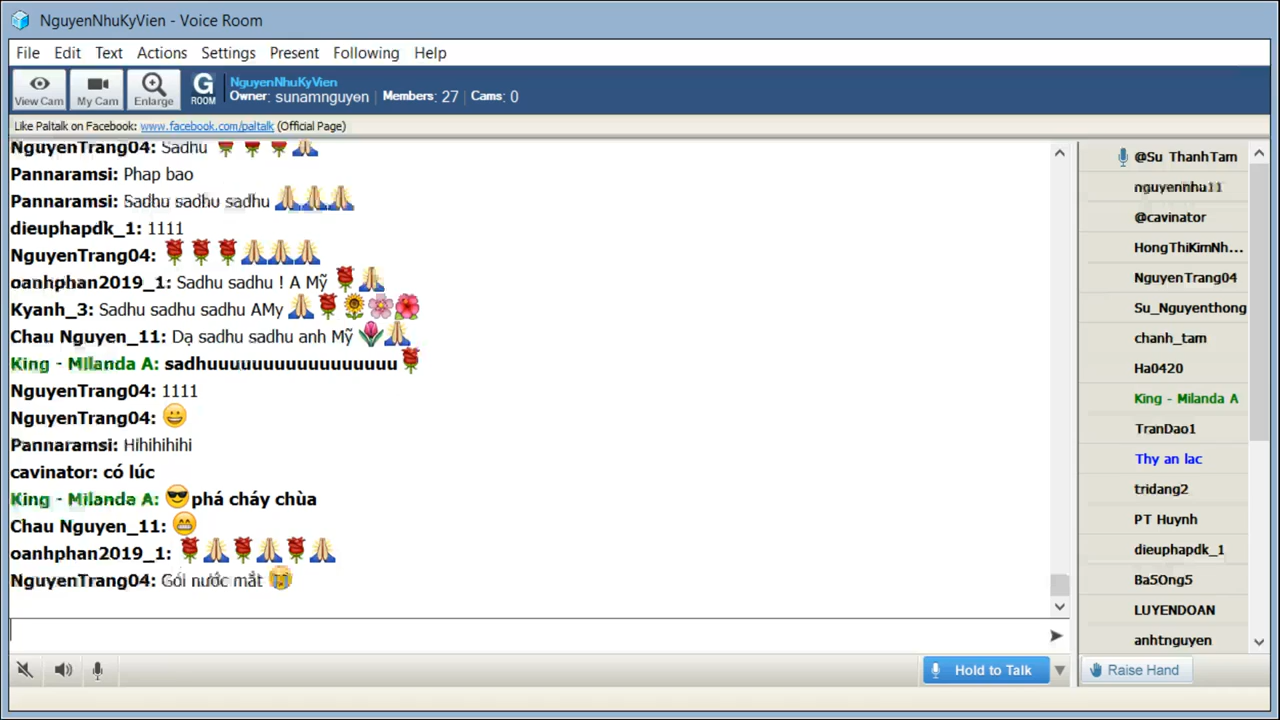 NguyenNhuKyVien - Voice Room
File Edit Text Actions Settings Present Following Help
View Cam
My Cam
Enlarge
G ROOM
NguyenNhuKyVien
Owner: sunamnguyen | Members: 27 | Cams: 0
Like Paltalk on Facebook: www.facebook.com/paltalk (Official Page)
NguyenTrang04: Sadhu 🌹🌹🌹🙏
Pannaramsi: Phap bao
Pannaramsi: Sadhu sadhu sadhu 🙏🙏🙏
dieuphapdk_1: 1111
NguyenTrang04: 🌹🌹🌹🙏🙏🙏
oanhphan2019_1: Sadhu sadhu ! A Mỹ 🌹🙏
Kyanh_3: Sadhu sadhu sadhu AMy 🙏🌹🌻🌸🌺
Chau Nguyen_11: Dạ sadhu sadhu anh Mỹ 🌷🙏
King - Milanda A: sadhuuuuuuuuuuuuuuuuuu🌹
NguyenTrang04: 1111
NguyenTrang04: 😀
Pannaramsi: Hihihihihi
cavinator: có lúc
King - Milanda A: 😎phá cháy chùa
Chau Nguyen_11: 😁
oanhphan2019_1: 🌹🙏🌹🙏🌹🙏
NguyenTrang04: Gói nước mắt 😭
@Su ThanhTam
nguyennhu11
@cavinator
HongThiKimNh...
NguyenTrang04
Su_Nguyenthong
chanh_tam
Ha0420
King - Milanda A
TranDao1
Thy an lac
tridang2
PT Huynh
dieuphapdk_1
Ba5Ong5
LUYENDOAN
anhtnguyen
Hold to Talk
Raise Hand